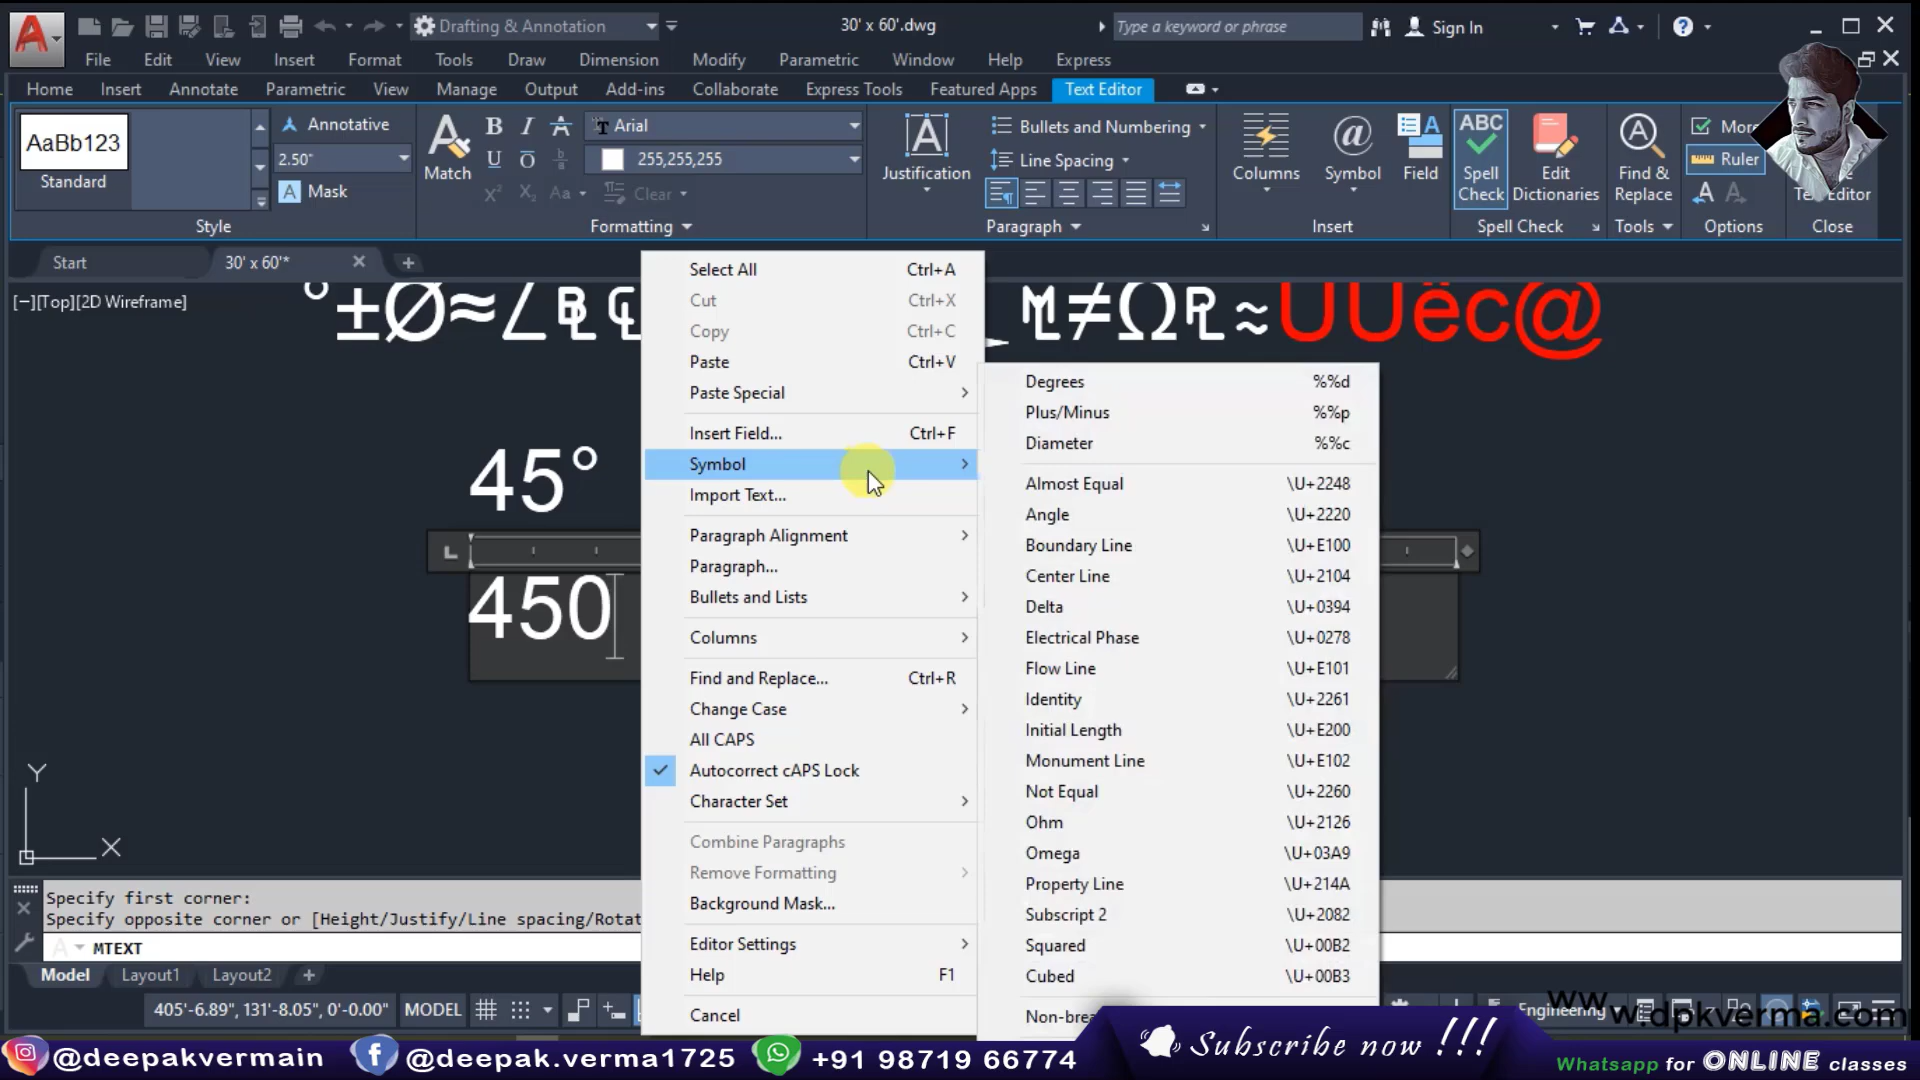 Drafting & Annotation
30' x 60'.dwg
Type a keyword or phrase
Sign In
File Edit View Insert Format Tools Draw Dimension Modify Parametric Window Help Express
Home Insert Annotate Parametric View Manage Output Add-ins Collaborate Express Tools Featured Apps Text Editor
AaBb123
Standard
Annotative
2.50"
Mask
Style
Match
Arial
255,255,255
Clear
Formatting
Justification
Bullets and Numbering
Line Spacing
Paragraph
Columns
Symbol
Field
Insert
ABC
Spell
Check
Edit
Dictionaries
Spell Check
Find &
Replace
Tools
More
Ruler
Options
Text Editor
Close
Start
30' x 60'*
[−][Top][2D Wireframe]
°±Ø≈∠
≠Ω
≈UUëc@
45°
450
Select All Ctrl+A
Cut Ctrl+X
Copy Ctrl+C
Paste Ctrl+V
Paste Special
Insert Field... Ctrl+F
Symbol
Import Text...
Paragraph Alignment
Paragraph...
Bullets and Lists
Columns
Find and Replace... Ctrl+R
Change Case
All CAPS
Autocorrect cAPS Lock
Character Set
Combine Paragraphs
Remove Formatting
Background Mask...
Editor Settings
Help F1
Cancel
Degrees %%d
Plus/Minus %%p
Diameter %%c
Almost Equal \U+2248
Angle \U+2220
Boundary Line \U+E100
Center Line \U+2104
Delta \U+0394
Electrical Phase \U+0278
Flow Line \U+E101
Identity \U+2261
Initial Length \U+E200
Monument Line \U+E102
Not Equal \U+2260
Ohm \U+2126
Omega \U+03A9
Property Line \U+214A
Subscript 2 \U+2082
Squared \U+00B2
Cubed \U+00B3
Y
X
Specify first corner:
Specify opposite corner or [Height/Justify/Line spacing/Rotat
MTEXT
Model Layout1 Layout2
405'-6.89", 131'-8.05", 0'-0.00" MODEL
Engineering
@deepakvermain @deepak.verma1725 +91 98719 66774
Subscribe now !!!
Whatsapp for ONLINE classes